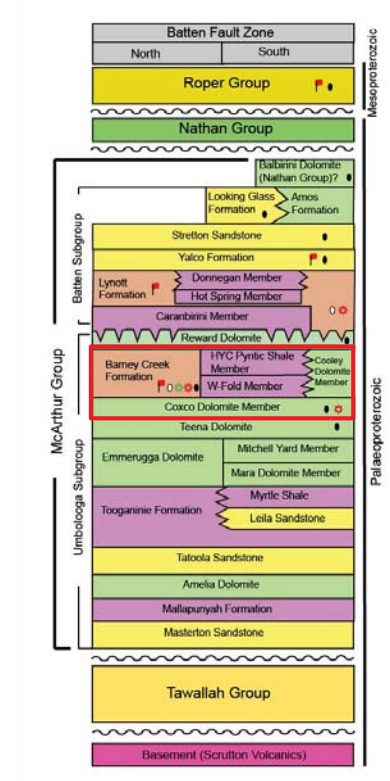 Batten Fault Zone
North
South
Roper Group
Nathan Group
Balbirini Dolomite
(Nathan Group)?
Looking Glass
Formation
Amos
Formation
Stretton Sandstone
Yalco Formation
Lynott
Formation
Donnegan Member
Hot Spring Member
Caranbirini Member
Reward Dolomite
Barney Creek
Formation
HYC Pyntic Shale
Member
W-Fold Member
Cooley
Dolomite
Member
Coxco Dolomite Member
Teena Dolomite
Emmerugga Dolomite
Mitchell Yard Member
Mara Dolomite Member
Tooganinie Formation
Myrtle Shale
Leila Sandstone
Tatoola Sandstone
Amelia Dolomite
Mallapunyah Formation
Masterton Sandstone
Tawallah Group
Basement (Scrutton Volcanics)
McArthur Group
Batten Subgroup
Umbolooga Subgroup
Mesoproterozoic
Palaeoproterozoic